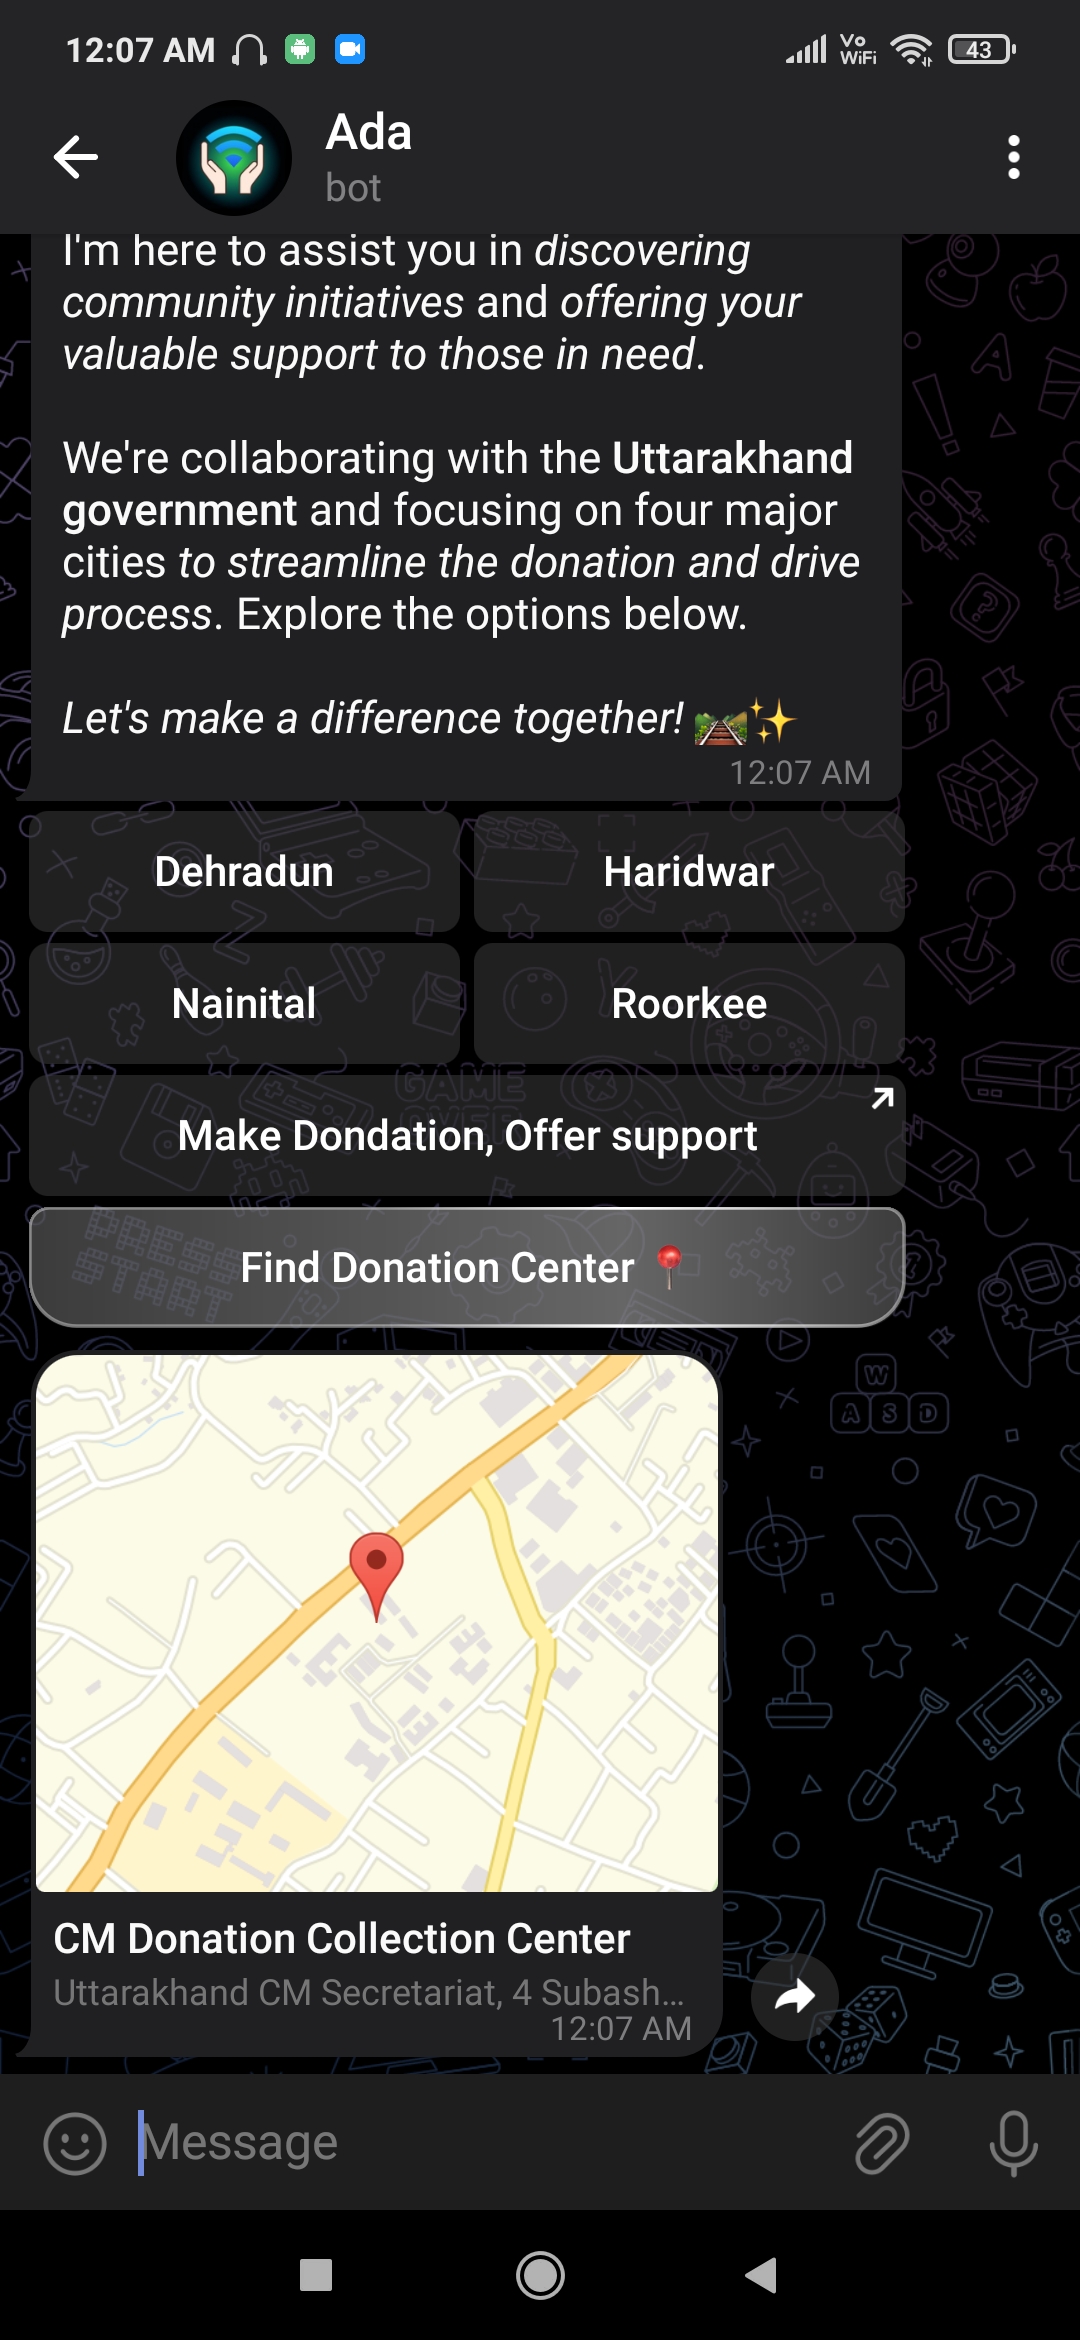 12:07 AM
Vo
WiFi
43
Ada
bot
I'm here to assist you in discovering
community initiatives and offering your
valuable support to those in need.
We're collaborating with the Uttarakhand
government and focusing on four major
cities to streamline the donation and drive
process. Explore the options below.
Let's make a difference together! 🛤️✨
12:07 AM
Dehradun
Haridwar
Nainital
Roorkee
GAME
OVER
Make Dondation, Offer support
PRESS
START
Find Donation Center 📍
W
A S D
CM Donation Collection Center
Uttarakhand CM Secretariat, 4 Subash...
12:07 AM
Message